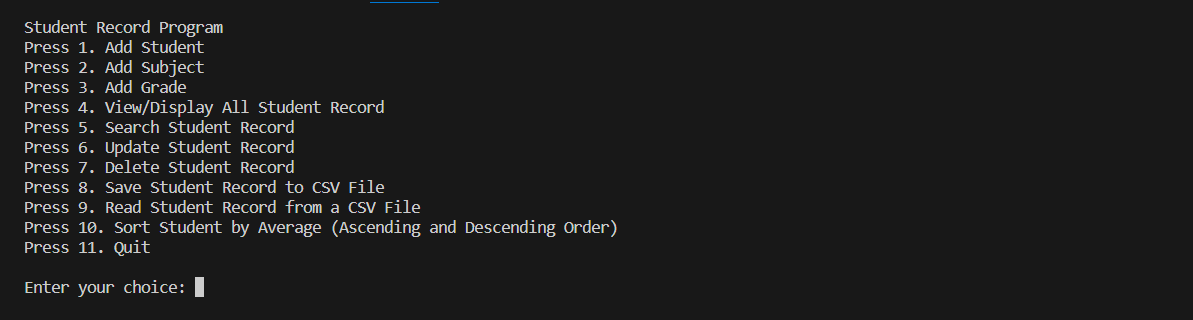 Student Record Program
Press 1. Add Student
Press 2. Add Subject
Press 3. Add Grade
Press 4. View/Display All Student Record
Press 5. Search Student Record
Press 6. Update Student Record
Press 7. Delete Student Record
Press 8. Save Student Record to CSV File
Press 9. Read Student Record from a CSV File
Press 10. Sort Student by Average (Ascending and Descending Order)
Press 11. Quit
Enter your choice: